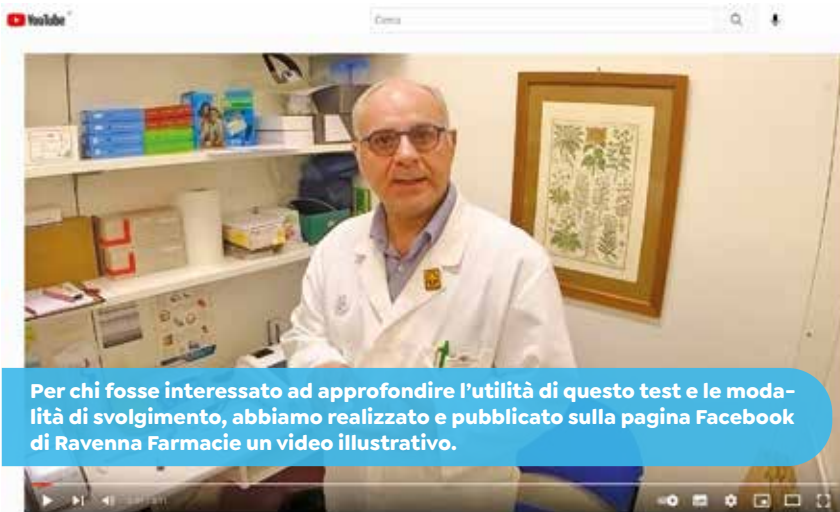 YouTube
Cerca
Per chi fosse interessato ad approfondire l'utilità di questo test e le moda-
lità di svolgimento, abbiamo realizzato e pubblicato sulla pagina Facebook
di Ravenna Farmacie un video illustrativo.